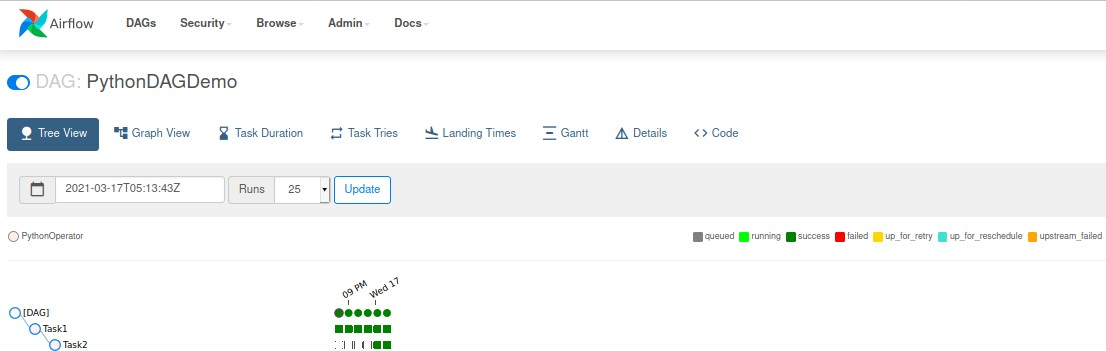 Airflow DAGs Security Browse Admin Docs
DAG: PythonDAGDemo
Tree View Graph View Task Duration Task Tries Landing Times Gantt Details <> Code
2021-03-17T05:13:43Z Runs 25 Update
PythonOperator queued running success failed up_for_retry up_for_reschedule upstream_failed
09 PM Wed 17
[DAG]
Task1
Task2